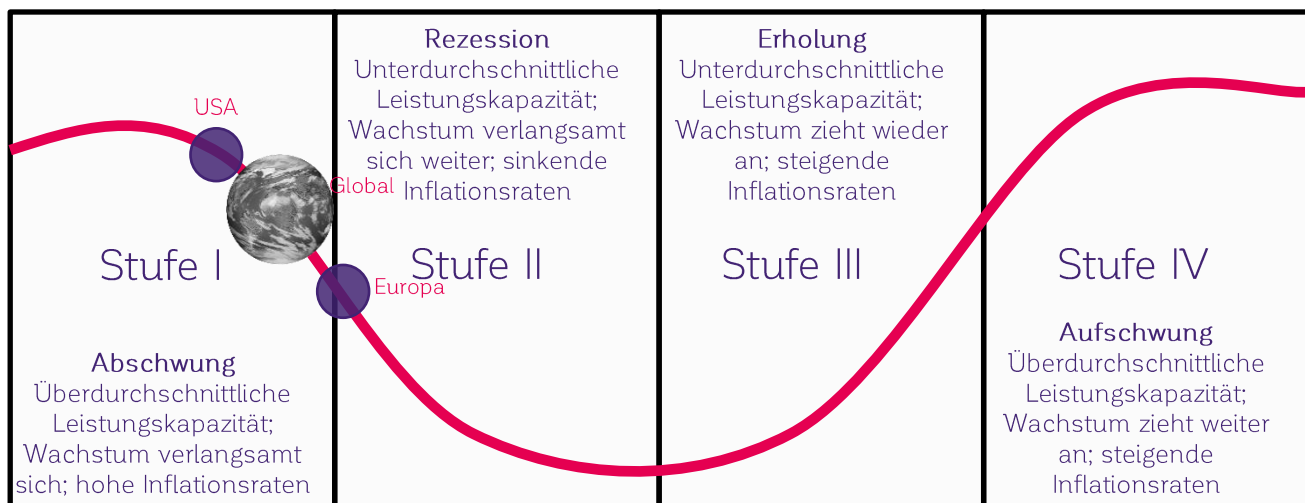 USA
Global
Europa
Stufe I
Abschwung
Überdurchschnittliche
Leistungskapazität;
Wachstum verlangsamt
sich; hohe Inflationsraten
Rezession
Unterdurchschnittliche
Leistungskapazität;
Wachstum verlangsamt
sich weiter; sinkende
Inflationsraten
Stufe II
Erholung
Unterdurchschnittliche
Leistungskapazität;
Wachstum zieht wieder
an; steigende
Inflationsraten
Stufe III
Stufe IV
Aufschwung
Überdurchschnittliche
Leistungskapazität;
Wachstum zieht weiter
an; steigende
Inflationsraten